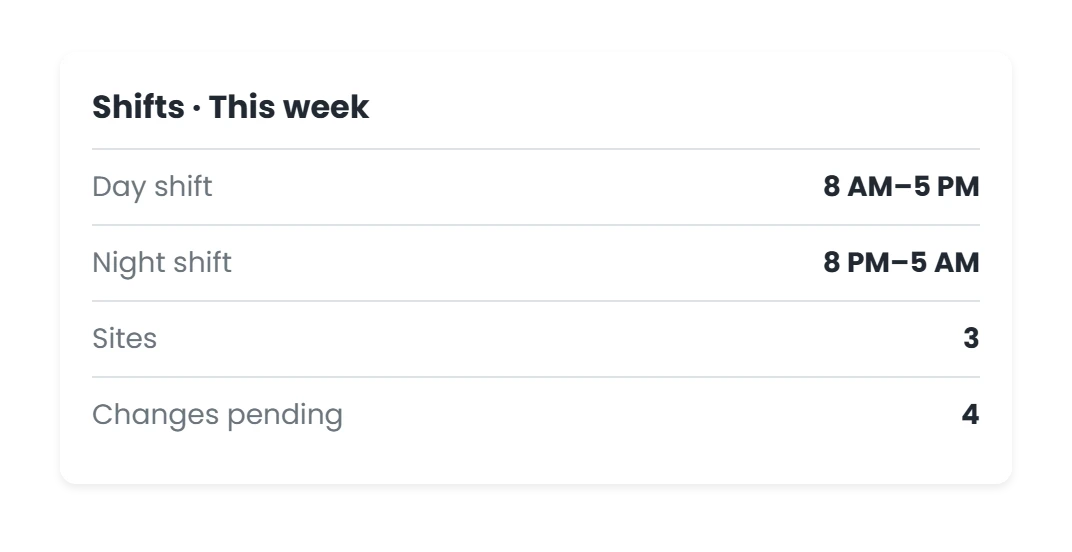 Shifts · This week
Day shift 8 AM–5 PM
Night shift 8 PM–5 AM
Sites 3
Changes pending 4